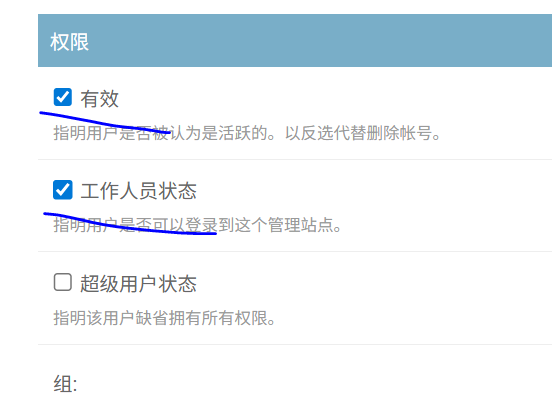 权限
有效
指明用户是否被认为是活跃的。以反选代替删除帐号。
工作人员状态
指明用户是否可以登录到这个管理站点。
超级用户状态
指明该用户缺省拥有所有权限。
组: